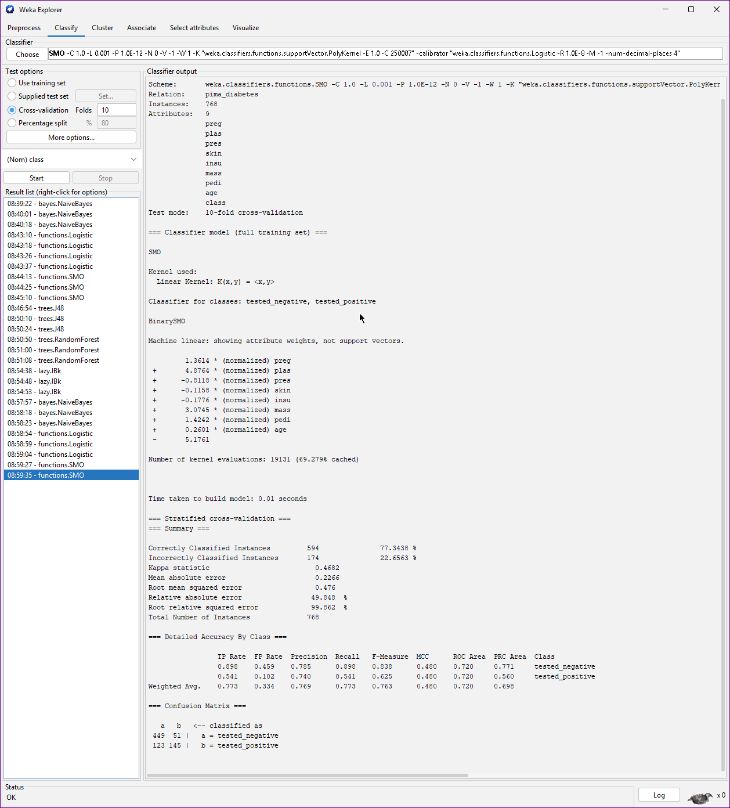 Weka Explorer
Preprocess Classify Cluster Associate Select attributes Visualize
Classifier
Choose SMO -C 1.0 -L 0.001 -P 1.0E-12 -N 0 -V -1 -W 1 -K "weka.classifiers.functions.supportVector.PolyKernel -E 1.0 -C 250007" -calibrator "weka.classifiers.functions.Logistic -R 1.0E-8 -M -1 -num-decimal-places 4"
Test options
Use training set
Supplied test set Set...
Cross-validation Folds 10
Percentage split % 80
More options...
(Nom) class
Start Stop
Result list (right-click for options)
08:39:22 - bayes.NaiveBayes
08:40:01 - bayes.NaiveBayes
08:40:18 - bayes.NaiveBayes
08:43:10 - functions.Logistic
08:43:18 - functions.Logistic
08:43:26 - functions.Logistic
08:43:37 - functions.Logistic
08:44:13 - functions.SMO
08:44:25 - functions.SMO
08:45:10 - functions.SMO
08:46:54 - trees.J48
08:50:10 - trees.J48
08:50:24 - trees.J48
08:50:50 - trees.RandomForest
08:51:00 - trees.RandomForest
08:51:08 - trees.RandomForest
08:54:38 - lazy.IBk
08:54:48 - lazy.IBk
08:54:53 - lazy.IBk
08:57:57 - bayes.NaiveBayes
08:58:18 - bayes.NaiveBayes
08:58:23 - bayes.NaiveBayes
08:58:54 - functions.Logistic
08:58:59 - functions.Logistic
08:59:04 - functions.Logistic
08:59:27 - functions.SMO
08:59:35 - functions.SMO
Classifier output
Scheme: weka.classifiers.functions.SMO -C 1.0 -L 0.001 -P 1.0E-12 -N 0 -V -1 -W 1 -K "weka.classifiers.functions.supportVector.PolyKerr
Relation: pima_diabetes
Instances: 768
Attributes: 9
preg
plas
pres
skin
insu
mass
pedi
age
class
Test mode: 10-fold cross-validation
=== Classifier model (full training set) ===
SMO
Kernel used:
Linear Kernel: K(x,y) = <x,y>
Classifier for classes: tested_negative, tested_positive
BinarySMO
Machine linear: showing attribute weights, not support vectors.
1.3614 * (normalized) preg
+ 4.8764 * (normalized) plas
+ -0.8118 * (normalized) pres
+ -0.1158 * (normalized) skin
+ -0.1776 * (normalized) insu
+ 3.0745 * (normalized) mass
+ 1.4242 * (normalized) pedi
+ 0.2601 * (normalized) age
- 5.1761
Number of kernel evaluations: 19131 (69.279% cached)
Time taken to build model: 0.01 seconds
=== Stratified cross-validation ===
=== Summary ===
Correctly Classified Instances 594 77.3438 %
Incorrectly Classified Instances 174 22.6563 %
Kappa statistic 0.4682
Mean absolute error 0.2266
Root mean squared error 0.476
Relative absolute error 49.848 %
Root relative squared error 99.862 %
Total Number of Instances 768
=== Detailed Accuracy By Class ===
TP Rate FP Rate Precision Recall F-Measure MCC ROC Area PRC Area Class
0.898 0.459 0.785 0.898 0.838 0.480 0.720 0.771 tested_negative
0.541 0.102 0.740 0.541 0.625 0.480 0.720 0.560 tested_positive
Weighted Avg. 0.773 0.334 0.769 0.773 0.763 0.480 0.720 0.698
=== Confusion Matrix ===
a b <-- classified as
449 51 | a = tested_negative
123 145 | b = tested_positive
Status
OK
Log x 0